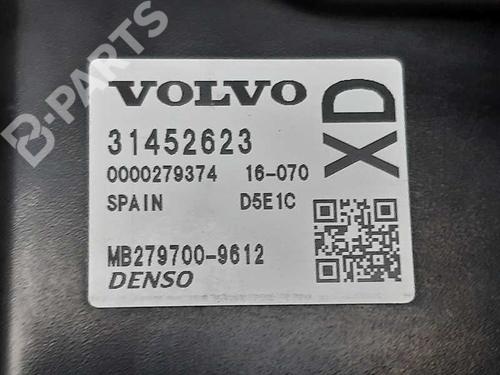 B-PARTS
VOLVO
XD
31452623
0000279374 16-070
SPAIN D5E1C
MB279700-9612
DENSO